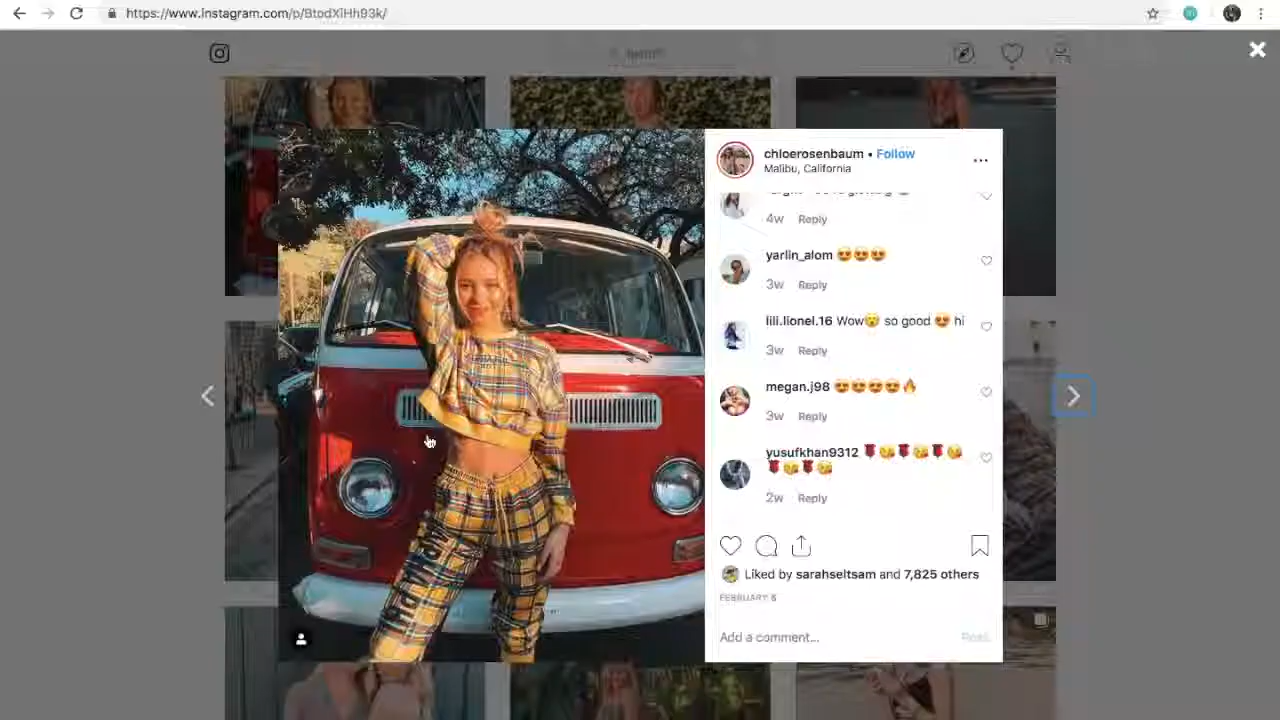 https://www.instagram.com/p/BtodXiHh93k/
chloerosenbaum • Follow
Malibu, California
4w Reply
yarlin_alom 😍😍😍
3w Reply
lili.lionel.16 Wow😯 so good 😍 hi
3w Reply
megan.j98 😍😍😍😍🔥
3w Reply
yusufkhan9312 🌹😘🌹😘🌹😘
🌹😘🌹😘
2w Reply
Liked by sarahseltsam and 7,825 others
FEBRUARY 5
Add a comment...
Post